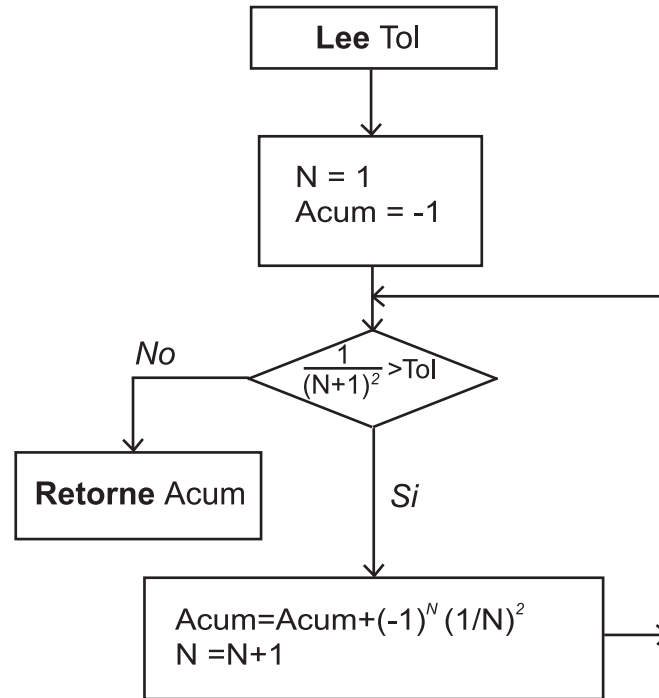 Lee Tol
N = 1
Acum = -1
1
(N+1)² >Tol
No
Si
Retorne Acum
Acum=Acum+(-1)ᴺ (1/N)²
N =N+1